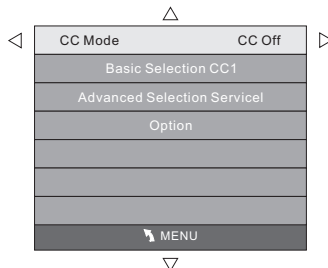 CC Mode CC Off
Basic Selection CC1
Advanced Selection Servicel
Option
MENU